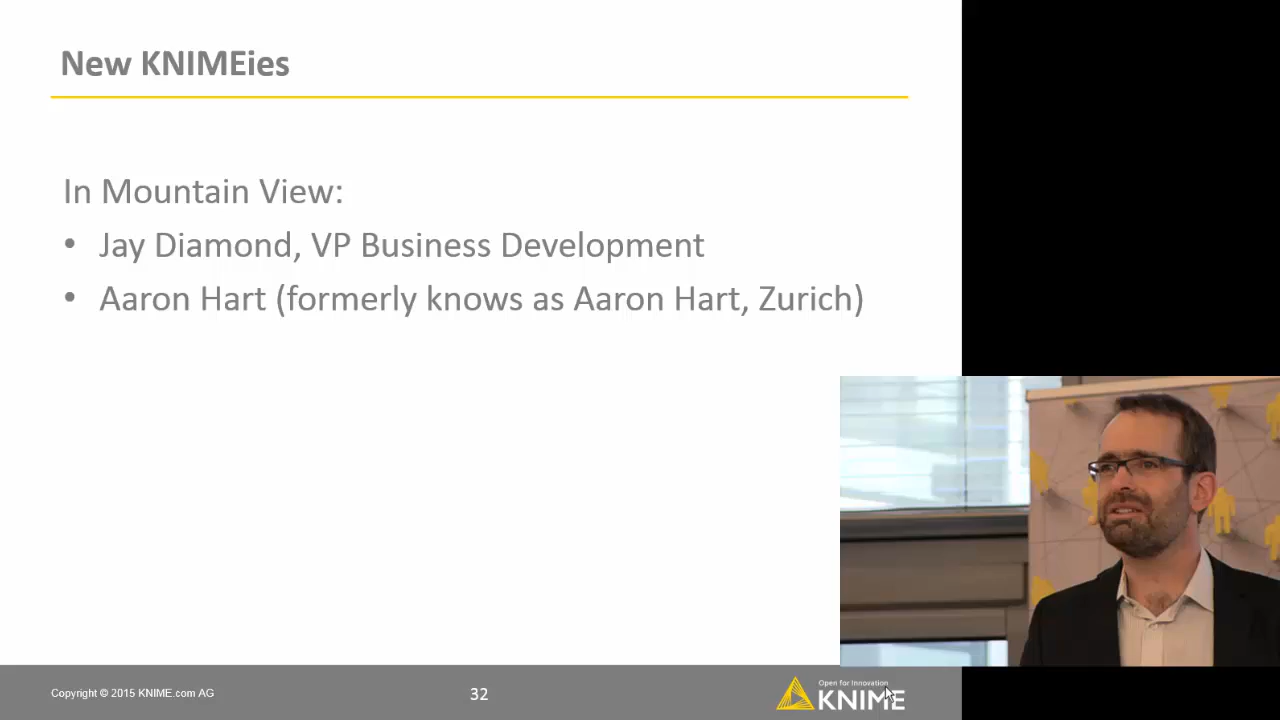 New KNIMEies
In Mountain View:
• Jay Diamond, VP Business Development
• Aaron Hart (formerly knows as Aaron Hart, Zurich)
Copyright © 2015 KNIME.com AG
32
Open for Innovation
KNIME